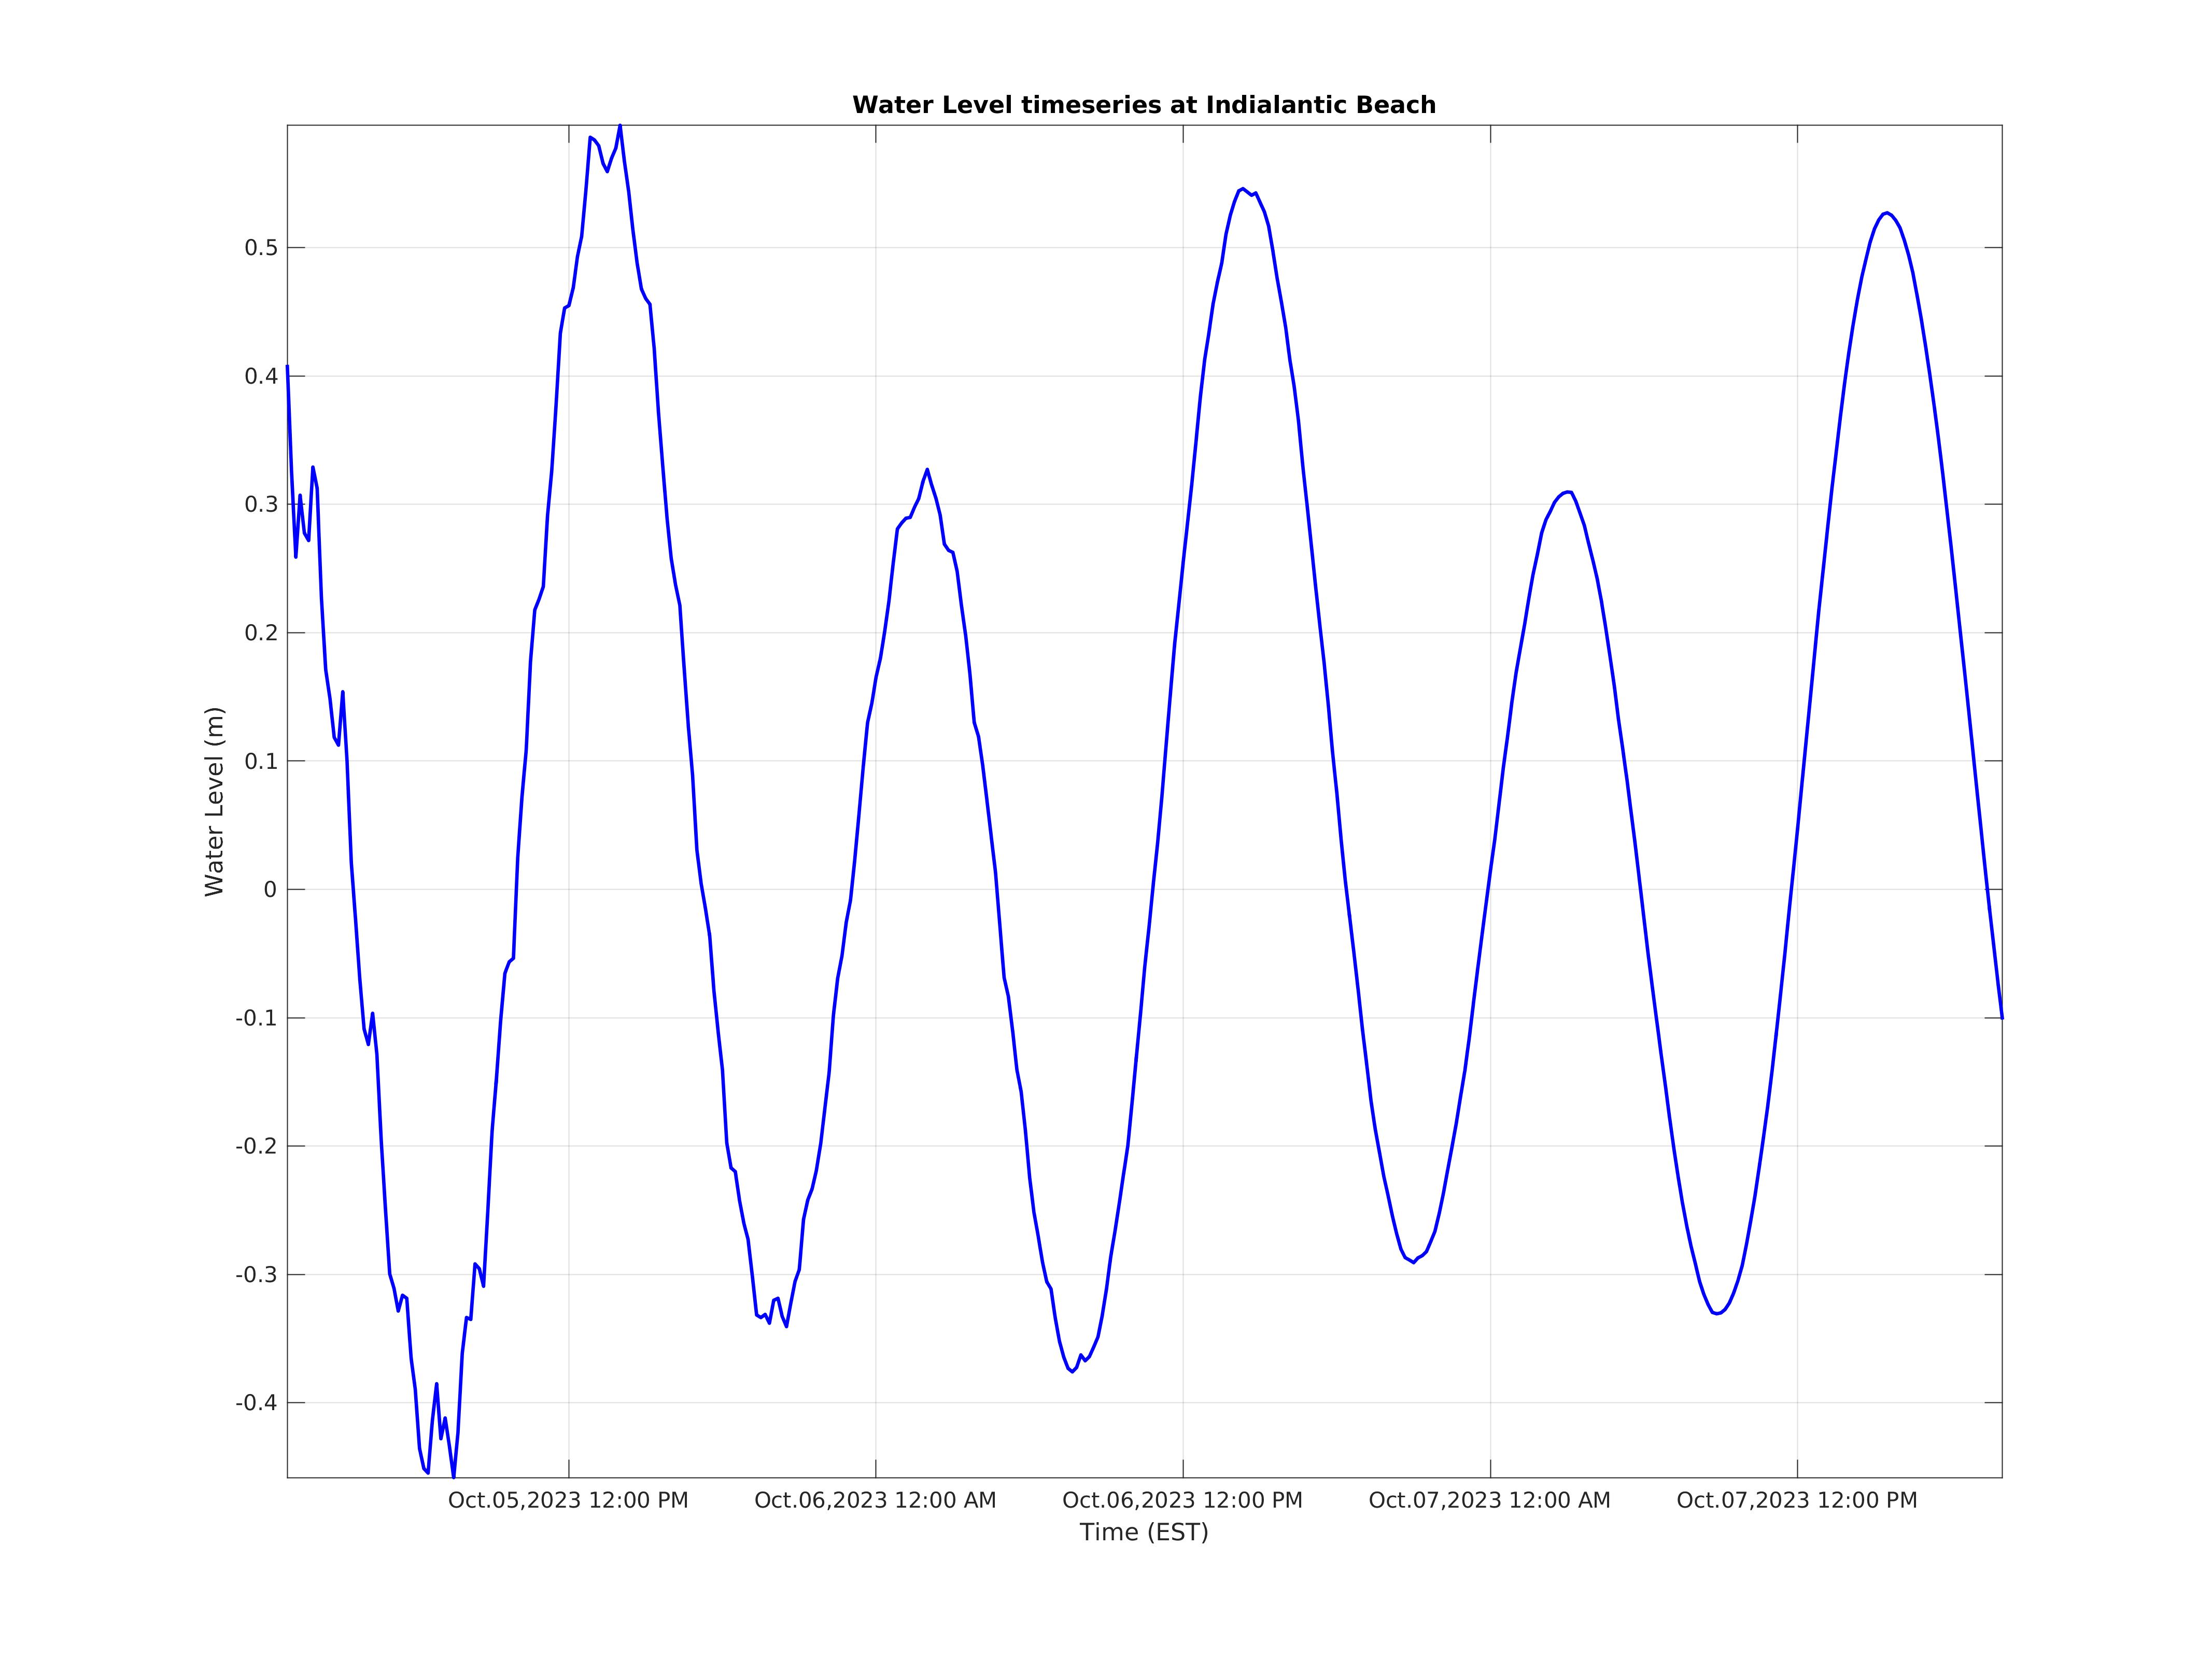 Water Level timeseries at Indialantic Beach
0.5
0.4
0.3
0.2
0.1
0
-0.1
-0.2
-0.3
-0.4
Water Level (m)
Oct.05,2023 12:00 PM Oct.06,2023 12:00 AM Oct.06,2023 12:00 PM Oct.07,2023 12:00 AM Oct.07,2023 12:00 PM
Time (EST)